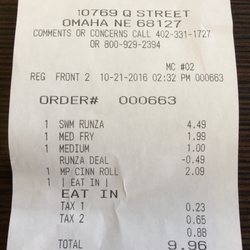 10769 Q STREET
OMAHA NE 68127
COMMENTS OR CONCERNS CALL 402-331-1727
OR 800-929-2394
MC #02
REG FRONT 2 10-21-2016 02:32 PM 000663
ORDER# 000663
1 SWM RUNZA 4.49
1 MED FRY 1.99
1 MEDIUM 1.00
RUNZA DEAL -0.49
1 MP CINN ROLL 2.09
1 [ EAT IN ]
EAT IN
TAX 1 0.23
TAX 2 0.65
0.88
TOTAL 9.96